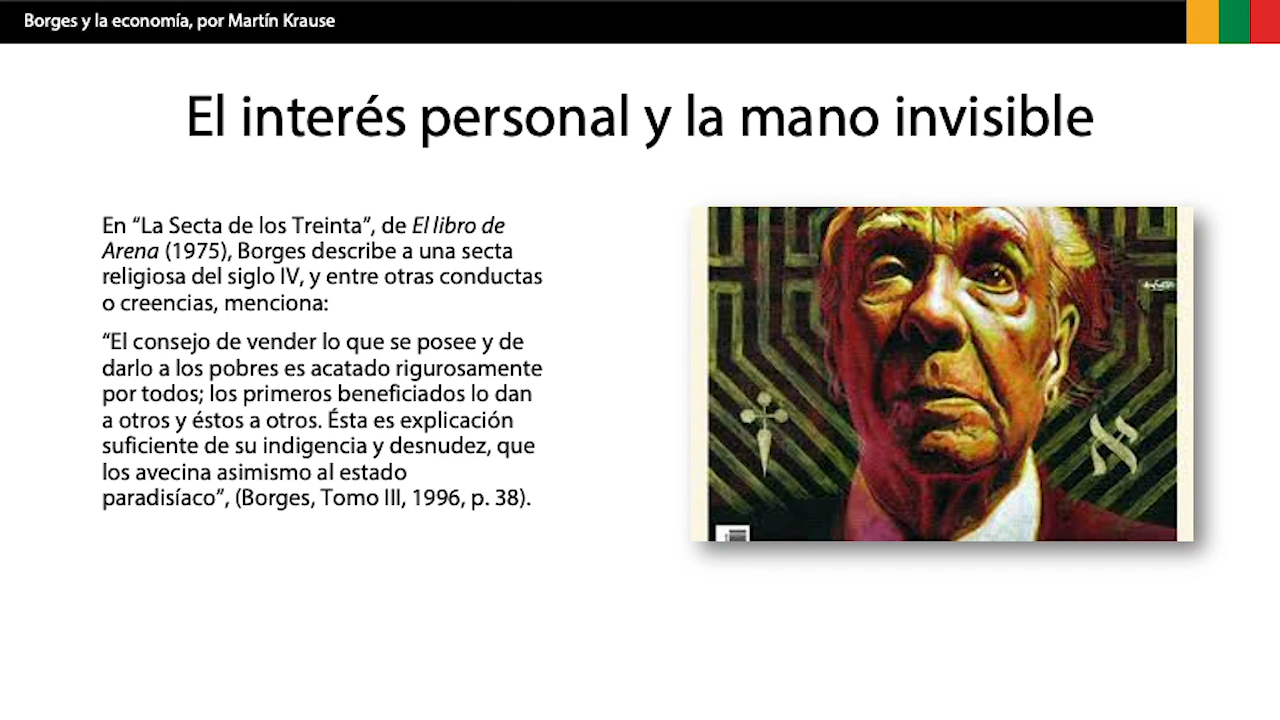 Borges y la economía, por Martín Krause
El interés personal y la mano invisible
En “La Secta de los Treinta”, de El libro de
Arena (1975), Borges describe a una secta
religiosa del siglo IV, y entre otras conductas
o creencias, menciona:
“El consejo de vender lo que se posee y de
darlo a los pobres es acatado rigurosamente
por todos; los primeros beneficiados lo dan
a otros y éstos a otros. Ésta es explicación
suficiente de su indigencia y desnudez, que
los avecina asimismo al estado
paradisíaco”, (Borges, Tomo III, 1996, p. 38).